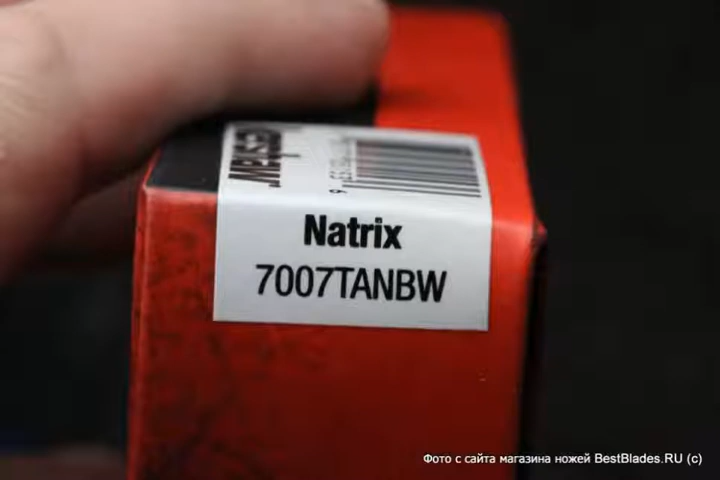 Natrix
7007TANBW
Фото с сайта магазина ножей BestBlades.RU (c)